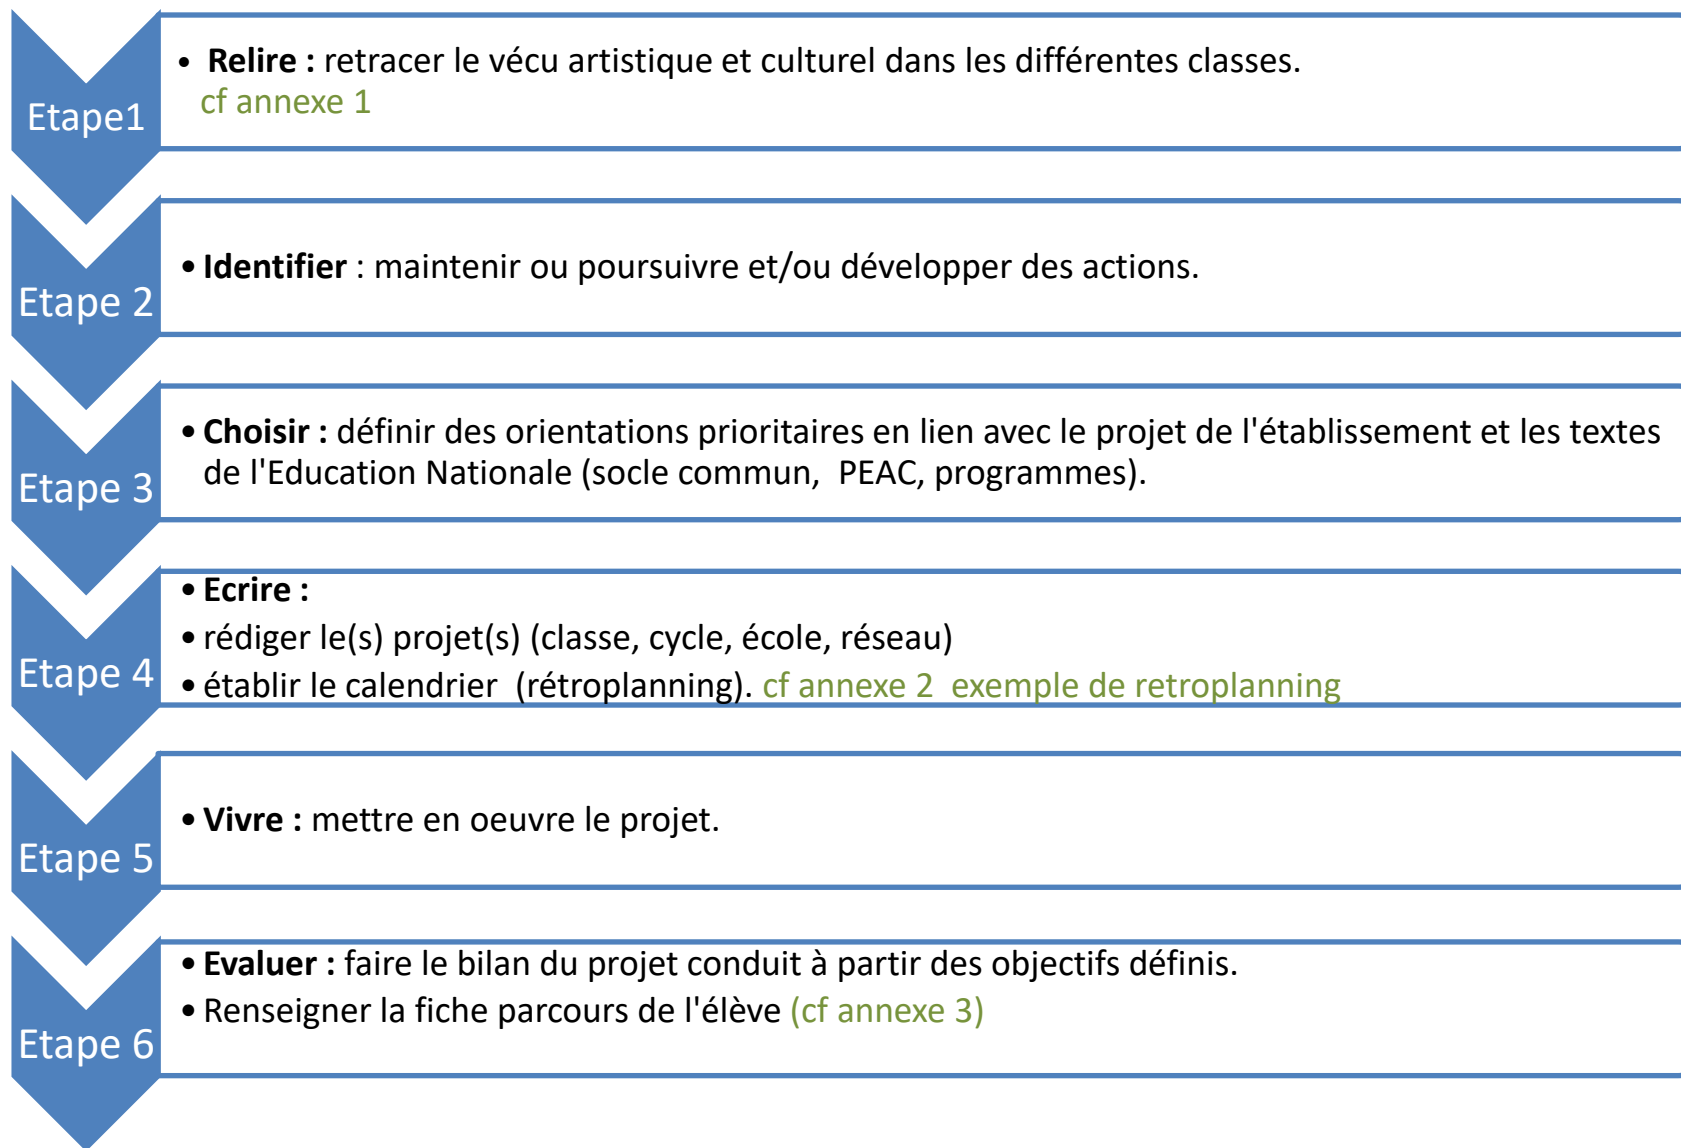 Etape1
• Relire : retracer le vécu artistique et culturel dans les différentes classes.
cf annexe 1
Etape 2
• Identifier : maintenir ou poursuivre et/ou développer des actions.
Etape 3
• Choisir : définir des orientations prioritaires en lien avec le projet de l'établissement et les textes
de l'Education Nationale (socle commun, PEAC, programmes).
Etape 4
• Ecrire :
• rédiger le(s) projet(s) (classe, cycle, école, réseau)
• établir le calendrier (rétroplanning). cf annexe 2 exemple de retroplanning
Etape 5
• Vivre : mettre en oeuvre le projet.
Etape 6
• Evaluer : faire le bilan du projet conduit à partir des objectifs définis.
• Renseigner la fiche parcours de l'élève (cf annexe 3)